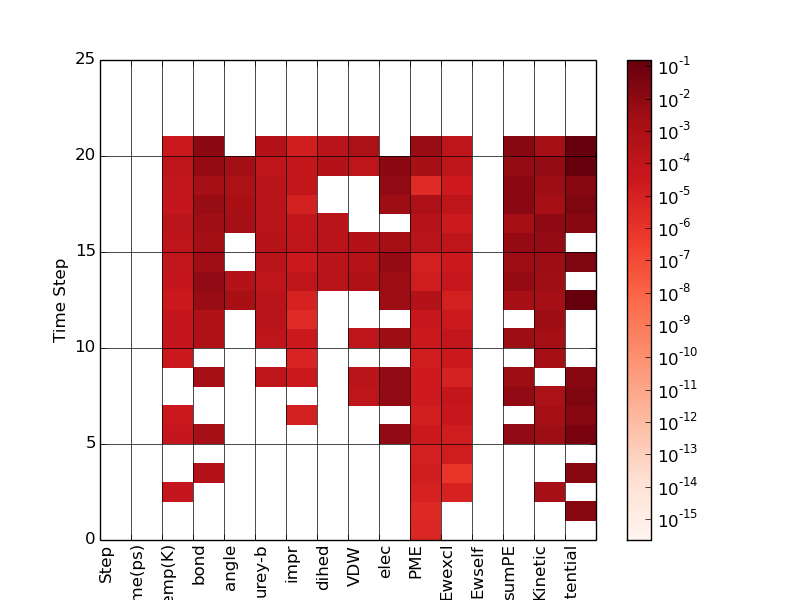 25
20
15
10
5
0
Time Step
Step
me(ps)
emp(K)
bond
angle
urey-b
impr
dihed
VDW
elec
PME
Ewexcl
Ewself
sumPE
Kinetic
tential
10-1
10-2
10-3
10-4
10-5
10-6
10-7
10-8
10-9
10-10
10-11
10-12
10-13
10-14
10-15